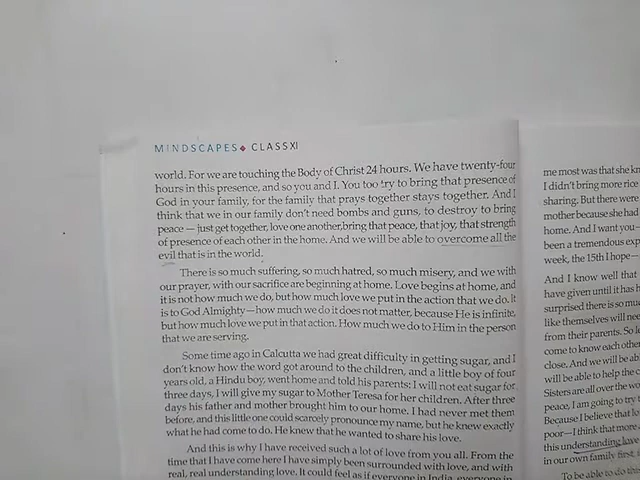 MINDSCAPES ◆ CLASS XI
world. For we are touching the Body of Christ 24 hours. We have twenty-four
hours in this presence, and so you and I. You too try to bring that presence of
God in your family, for the family that prays together stays together. And I
think that we in our family don't need bombs and guns, to destroy to bring
peace — just get together, love one another, bring that peace, that joy, that strength
of presence of each other in the home. And we will be able to overcome all the
evil that is in the world.
There is so much suffering, so much hatred, so much misery, and we with
our prayer, with our sacrifice are beginning at home. Love begins at home, and
it is not how much we do, but how much love we put in the action that we do. It
is to God Almighty—how much we do it does not matter, because He is infinite,
but how much love we put in that action. How much we do to Him in the person
that we are serving.
Some time ago in Calcutta we had great difficulty in getting sugar, and I
don't know how the word got around to the children, and a little boy of four
years old, a Hindu boy, went home and told his parents: I will not eat sugar for
three days, I will give my sugar to Mother Teresa for her children. After three
days his father and mother brought him to our home. I had never met them
before, and this little one could scarcely pronounce my name, but he knew exactly
what he had come to do. He knew that he wanted to share his love.
And this is why I have received such a lot of love from you all. From the
time that I have come here I have simply been surrounded with love, and with
real, real understanding love. It could feel as if everyone in India, everyone in
me most was that she kn
I didn't bring more rice
sharing. But there were
mother because she had
home. And I want you—
been a tremendous exp
week, the 15th I hope—
And I know well that
have given until it has h
surprised there is so mu
like themselves will nee
from their parents. So lo
come to know each othe
close. And we will be ab
will be able to help the c
Sisters are all over the wo
peace, I am going to try t
Because I believe that lo
poor—I think that more
this understanding love
in our own family first,
To be able to do this